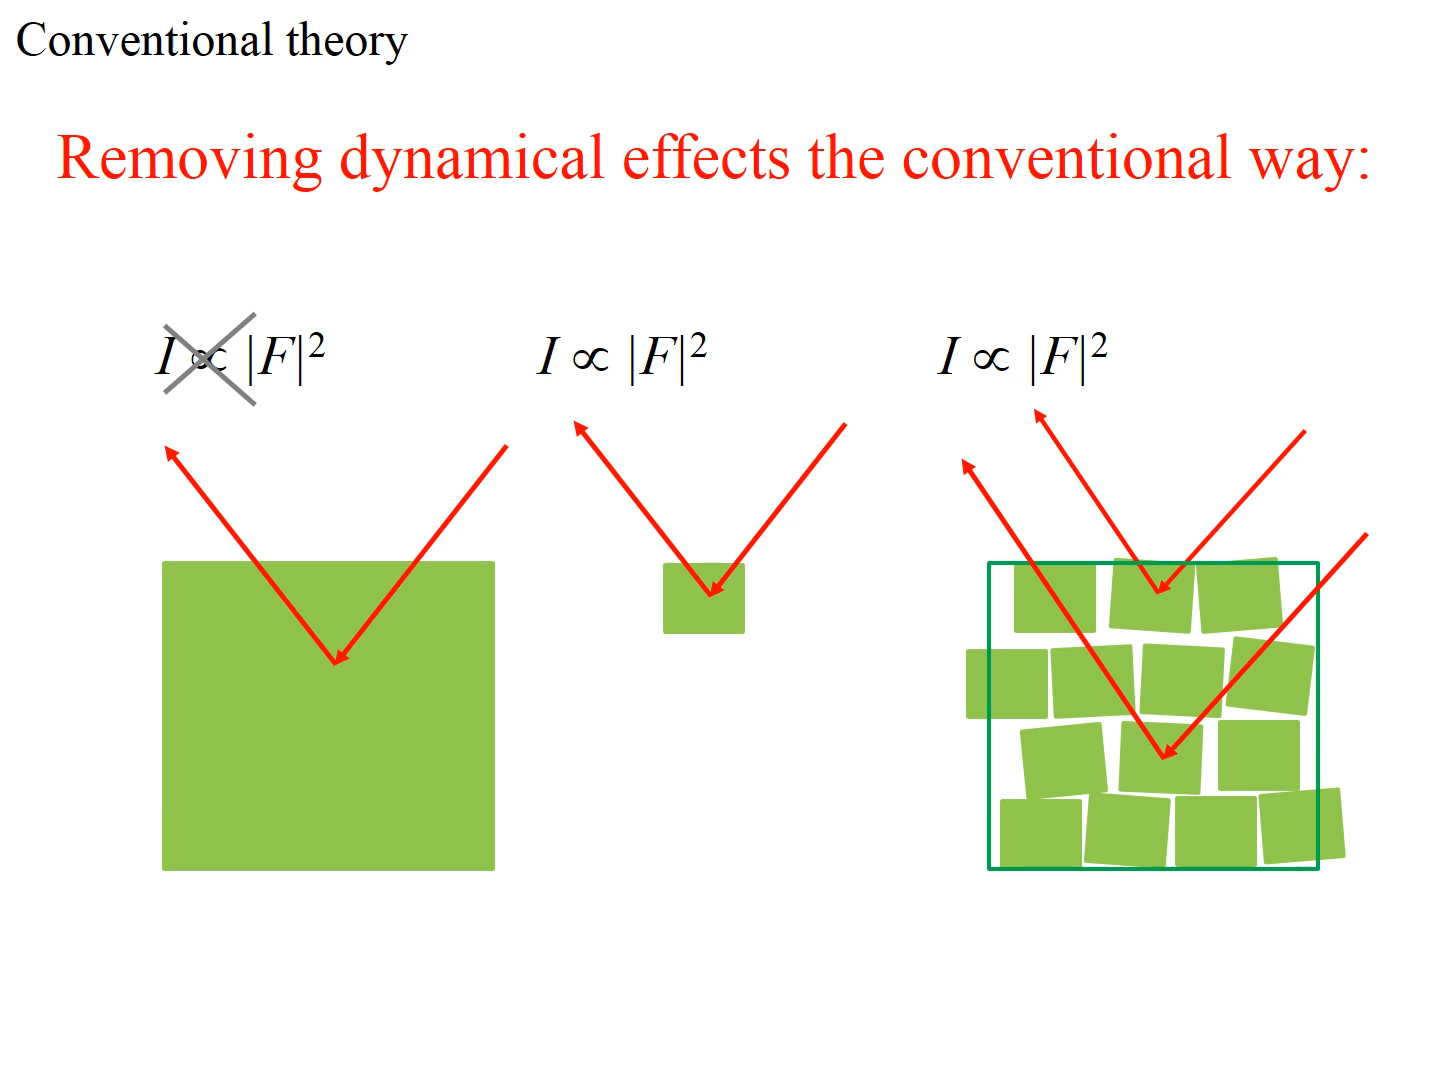 Conventional theory
Removing dynamical effects the conventional way:
I ∝ |F|² I ∝ |F|² I ∝ |F|²